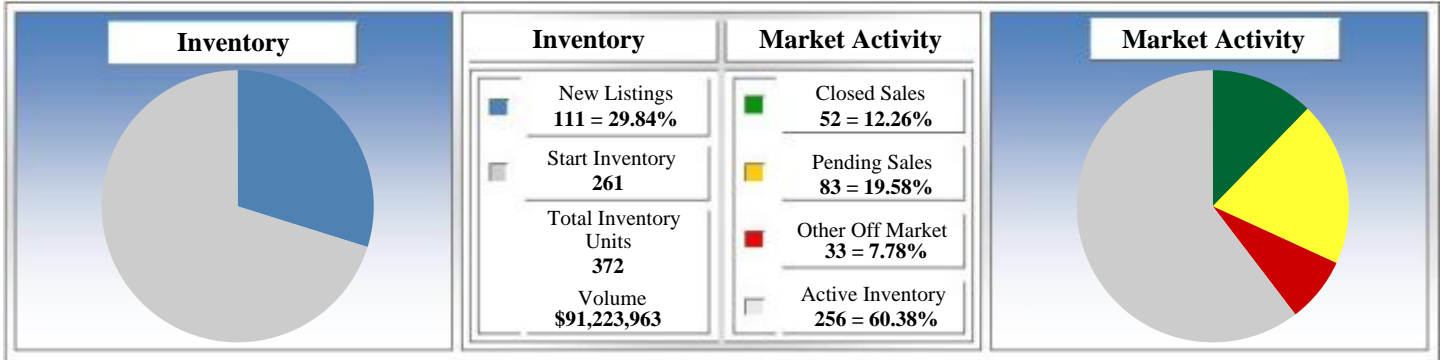 Inventory
Inventory
Market Activity
New Listings
111 = 29.84%
Start Inventory
261
Total Inventory
Units
372
Volume
$91,223,963
Closed Sales
52 = 12.26%
Pending Sales
83 = 19.58%
Other Off Market
33 = 7.78%
Active Inventory
256 = 60.38%
Market Activity